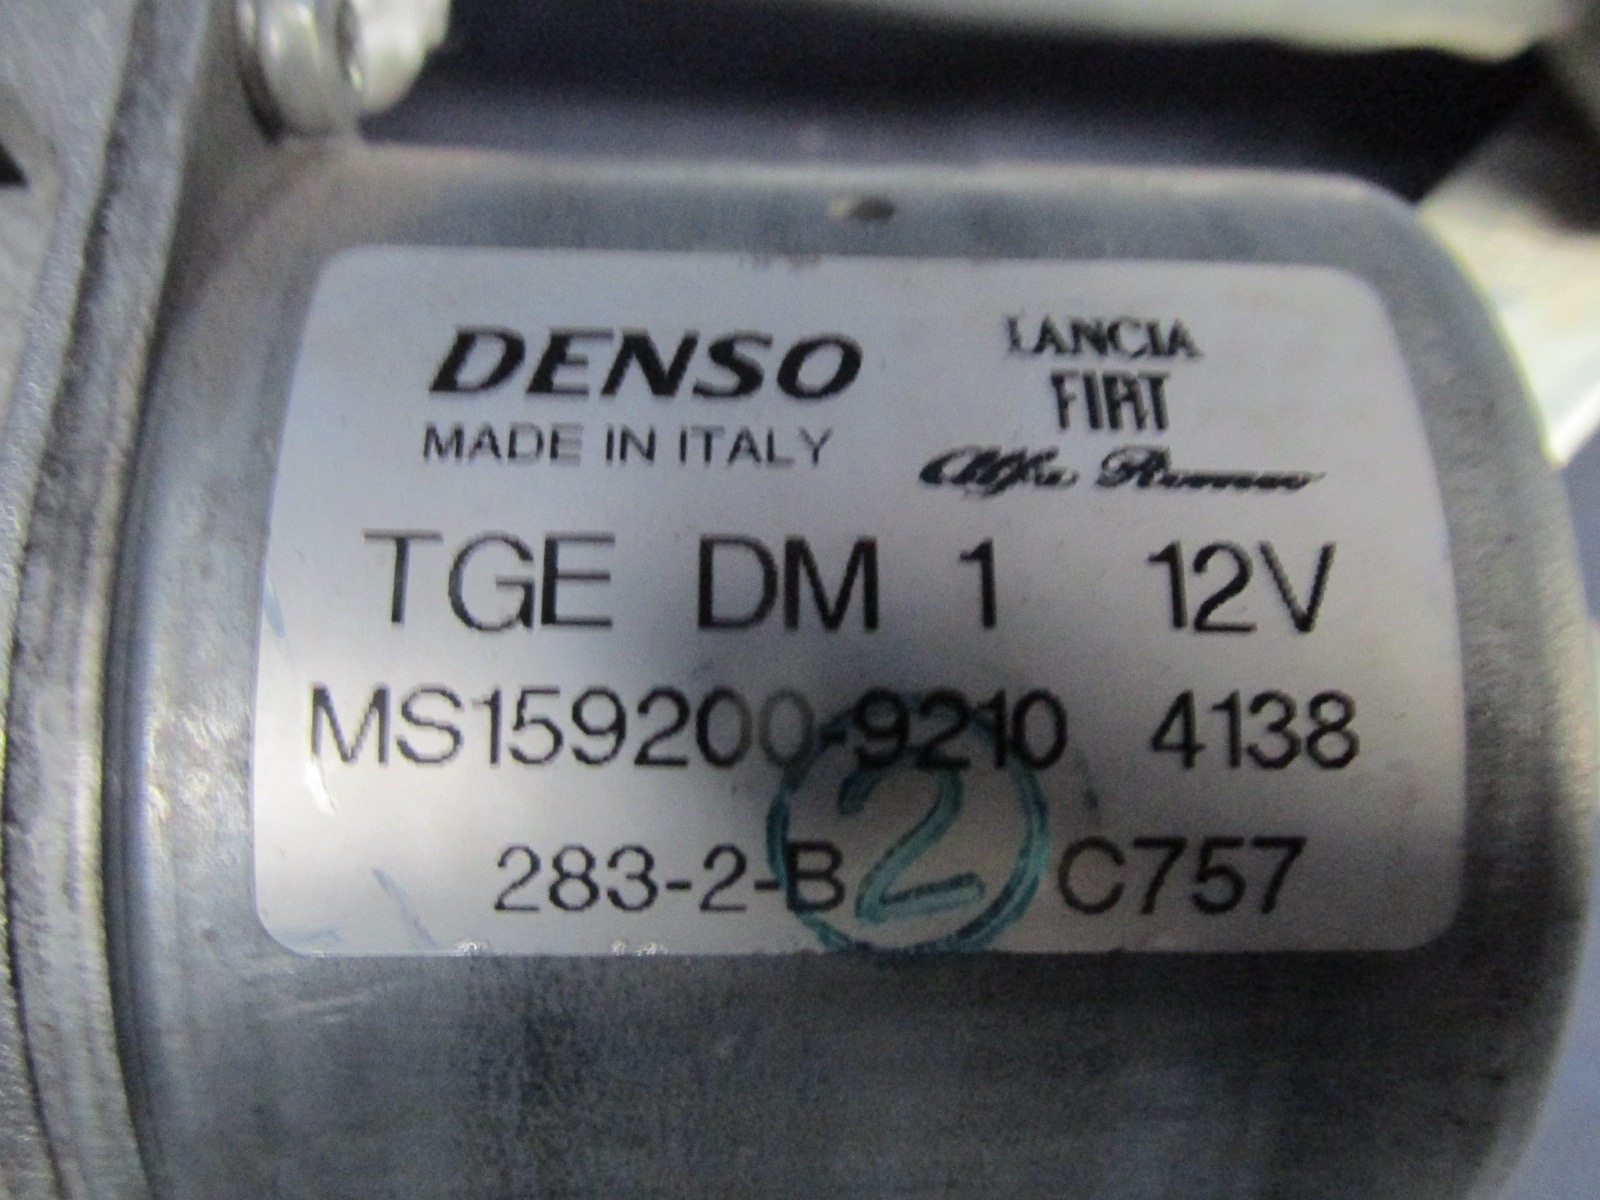 DENSO
MADE IN ITALY
LANCIA
FIAT
Alfa Romeo
TGE DM 1 12V
MS159200-9210 4138
283-2-B C757
2